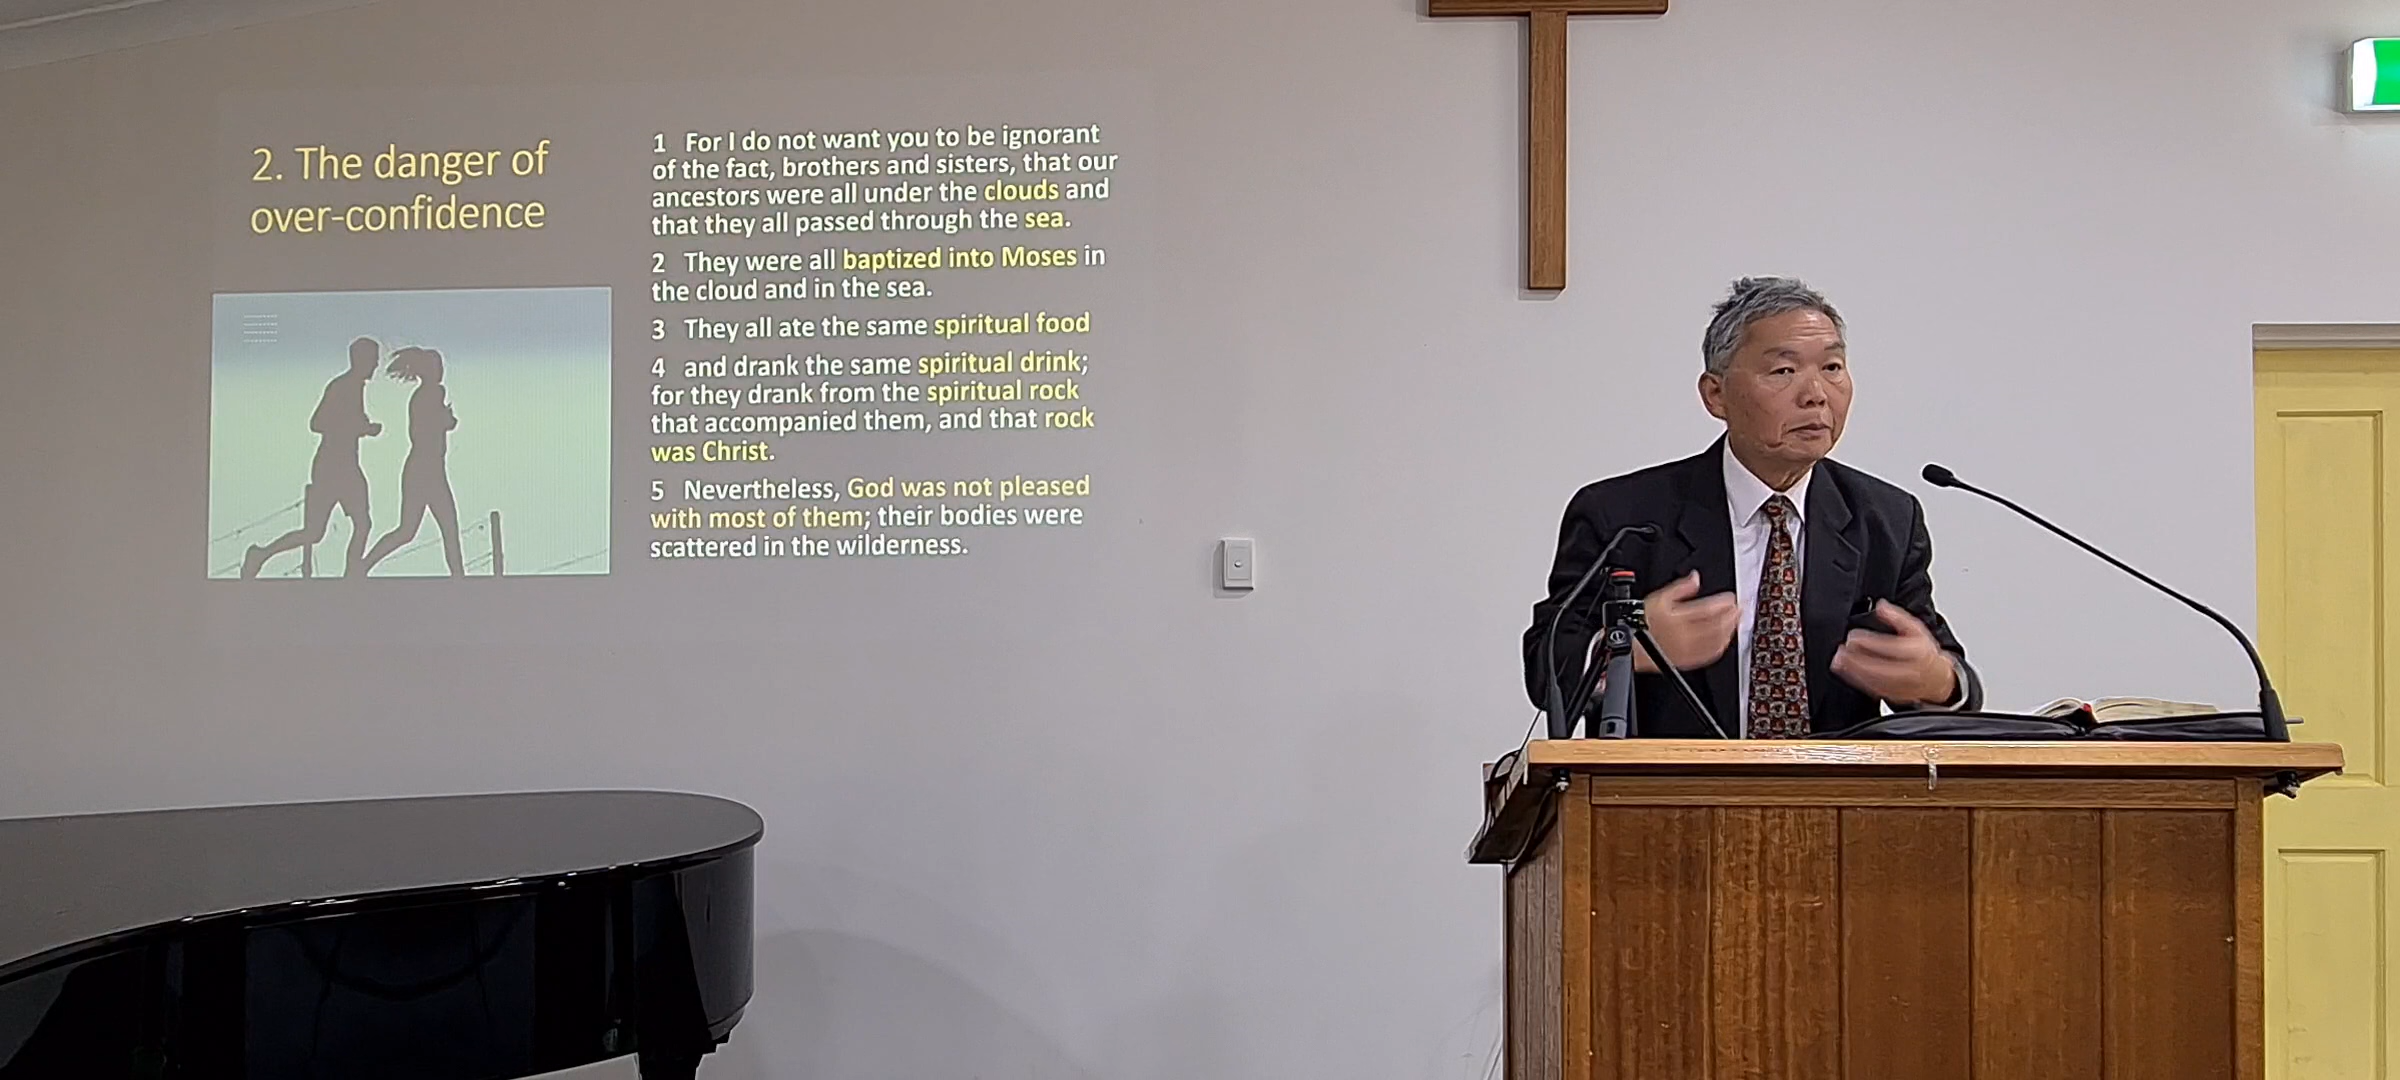 2. The danger of
over-confidence
1 For I do not want you to be ignorant
of the fact, brothers and sisters, that our
ancestors were all under the clouds and
that they all passed through the sea.
2 They were all baptized into Moses in
the cloud and in the sea.
3 They all ate the same spiritual food
4 and drank the same spiritual drink;
for they drank from the spiritual rock
that accompanied them, and that rock
was Christ.
5 Nevertheless, God was not pleased
with most of them; their bodies were
scattered in the wilderness.